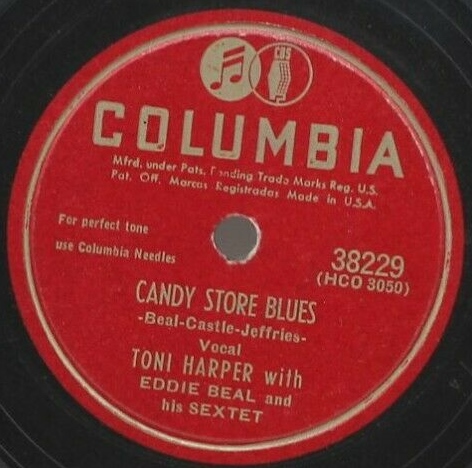 CBS
COLUMBIA
Mfrd. under Pats. Pending Trade Marks Reg. U.S.
Pat. Off. Marcas Registradas Made in U.S.A.
For perfect tone
use Columbia Needles
38229
(HCO 3050)
CANDY STORE BLUES
-Beal-Castle-Jeffries-
Vocal
TONI HARPER with
EDDIE BEAL and
his SEXTET